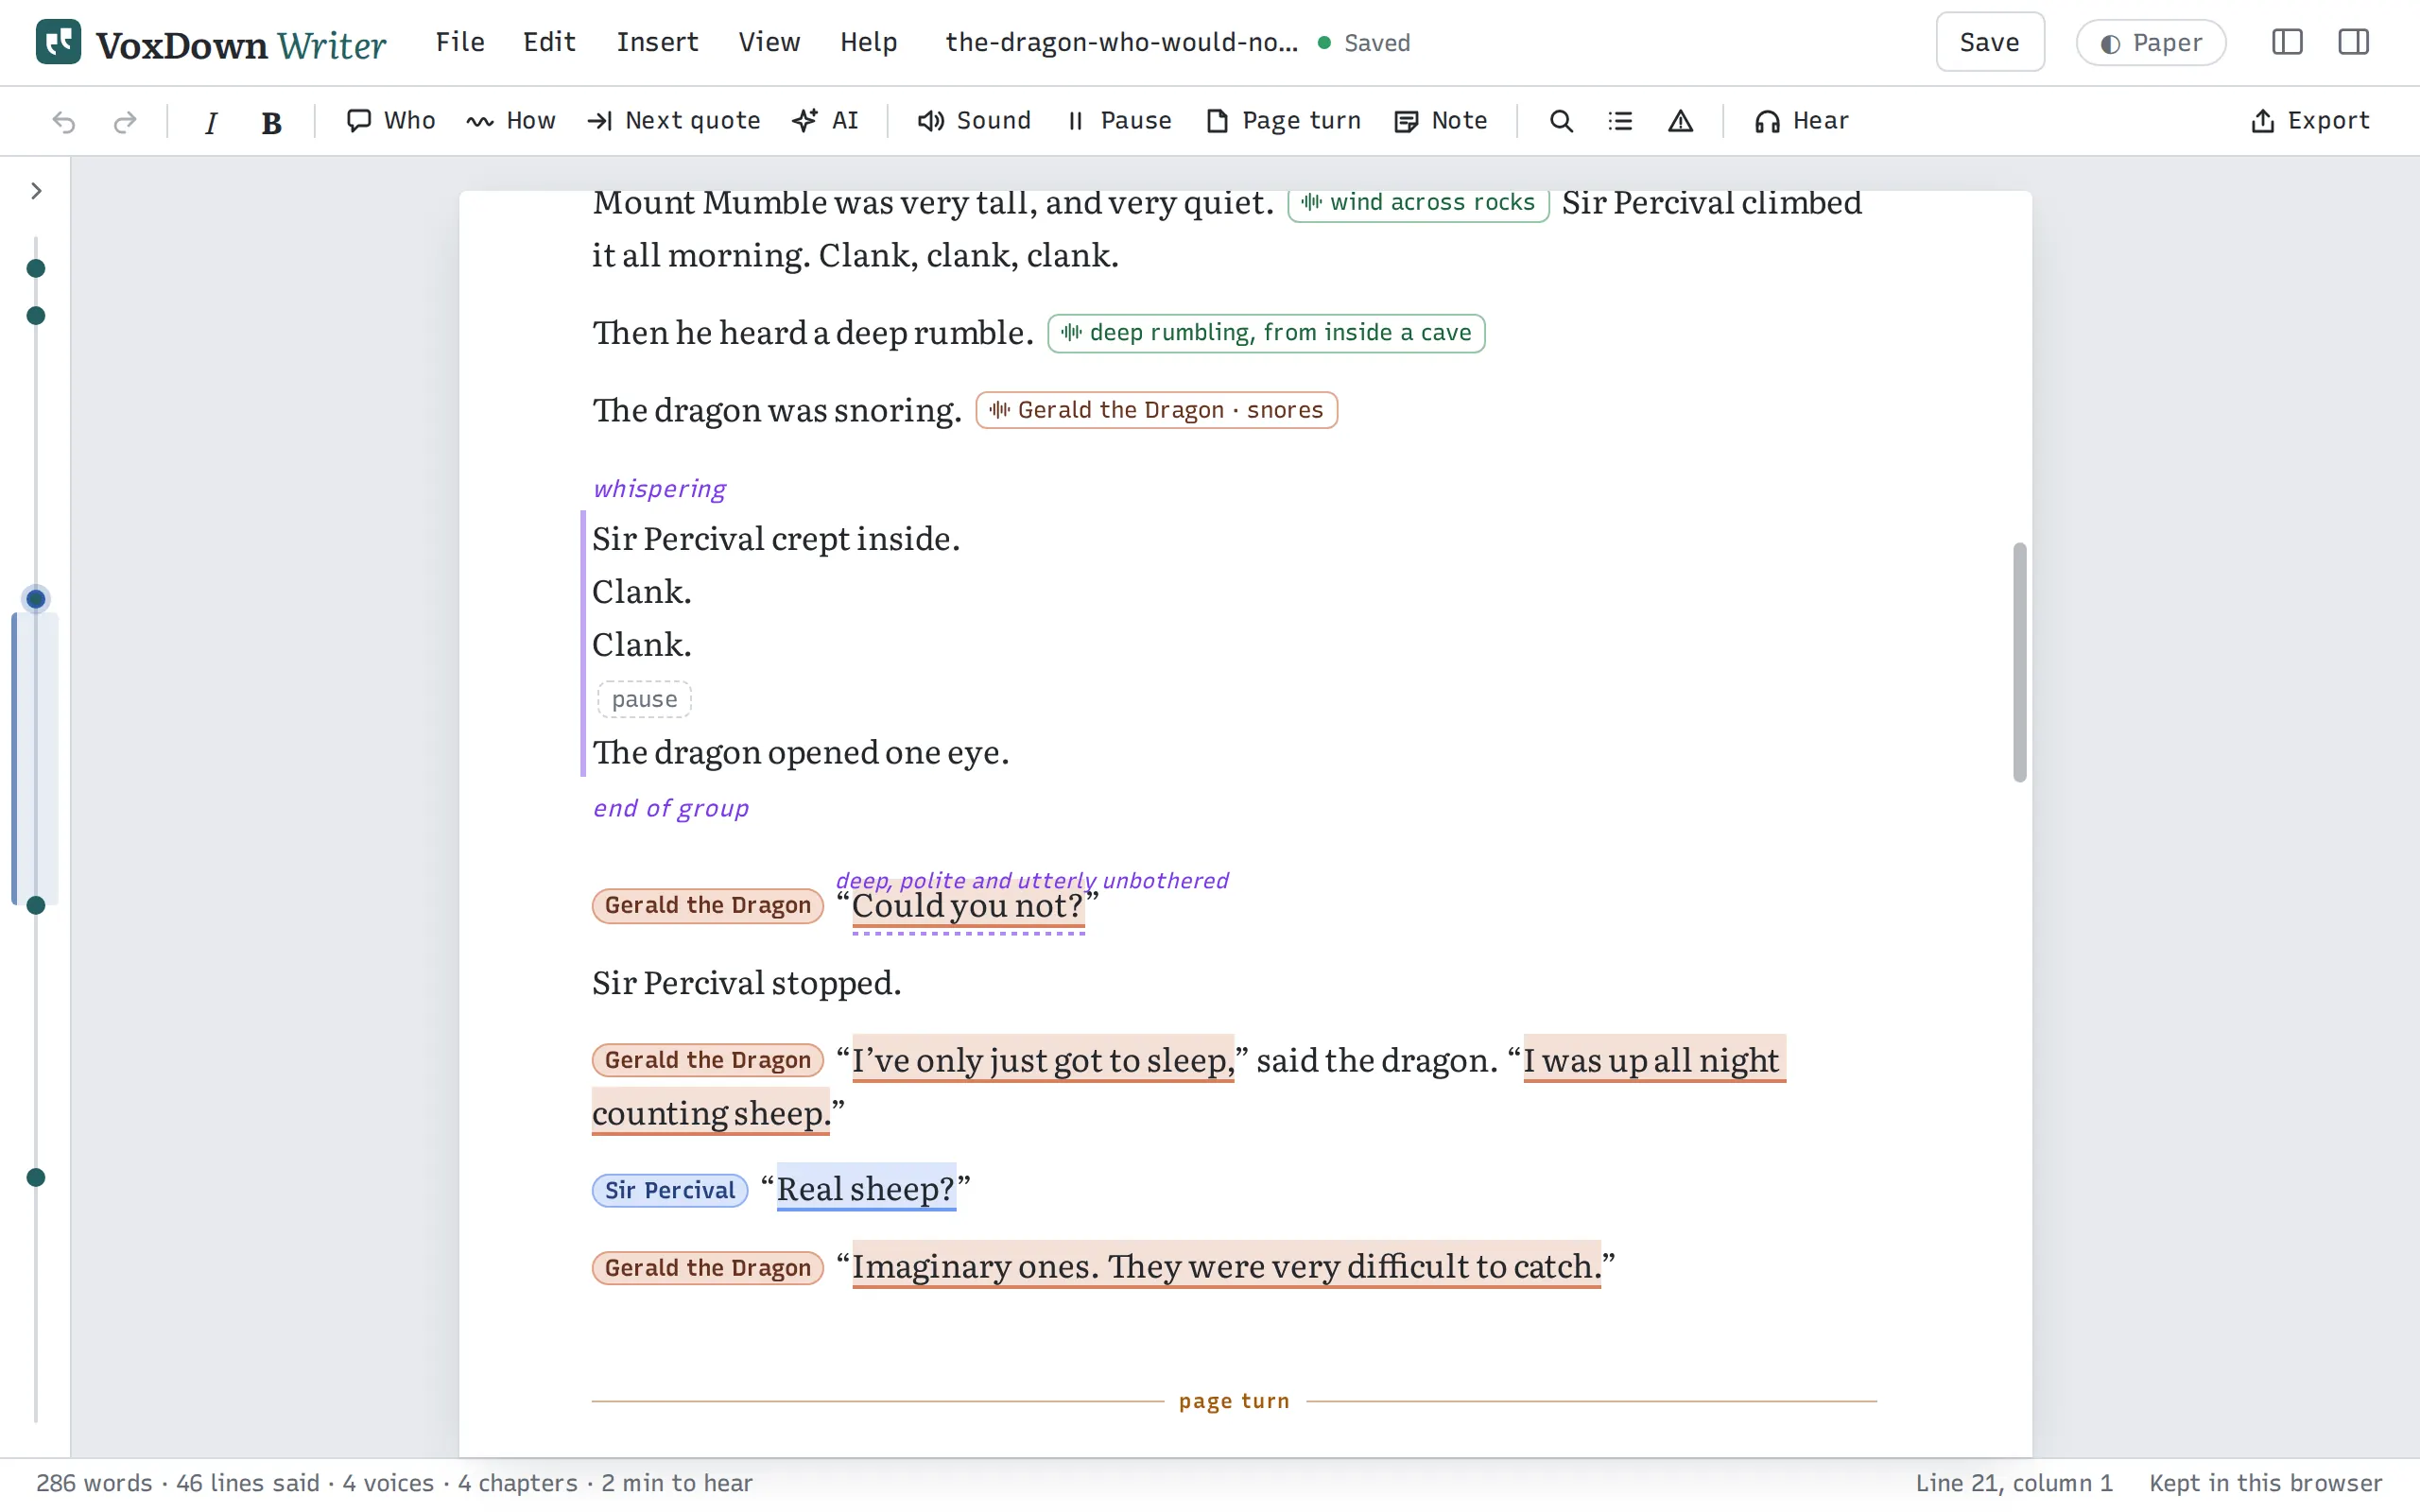 VoxDown Writer File Edit Insert View Help the-dragon-who-would-no... Saved Save Paper
I B Who How Next quote AI Sound Pause Page turn Note Hear Export
Mount Mumble was very tall, and very quiet. wind across rocks Sir Percival climbed
it all morning. Clank, clank, clank.
Then he heard a deep rumble. deep rumbling, from inside a cave
The dragon was snoring. Gerald the Dragon · snores
whispering
Sir Percival crept inside.
Clank.
Clank.
pause
The dragon opened one eye.
end of group
deep, polite and utterly unbothered
Gerald the Dragon “Could you not?”
Sir Percival stopped.
Gerald the Dragon “I’ve only just got to sleep,” said the dragon. “I was up all night
counting sheep.”
Sir Percival “Real sheep?”
Gerald the Dragon “Imaginary ones. They were very difficult to catch.”
page turn
286 words · 46 lines said · 4 voices · 4 chapters · 2 min to hear Line 21, column 1 Kept in this browser